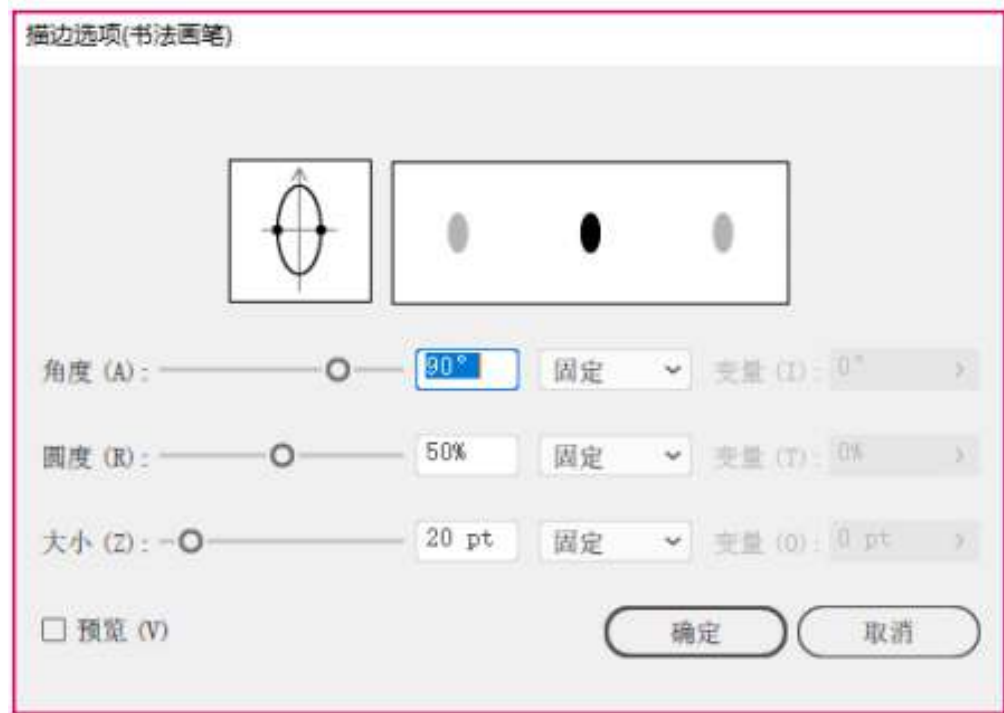 描边选项(书法画笔)
角度 (A): 90° 固定 变量 (I): 0°
圆度 (R): 50% 固定 变量 (T): 0%
大小 (Z): 20 pt 固定 变量 (O): 0 pt
预览 (V) 确定 取消